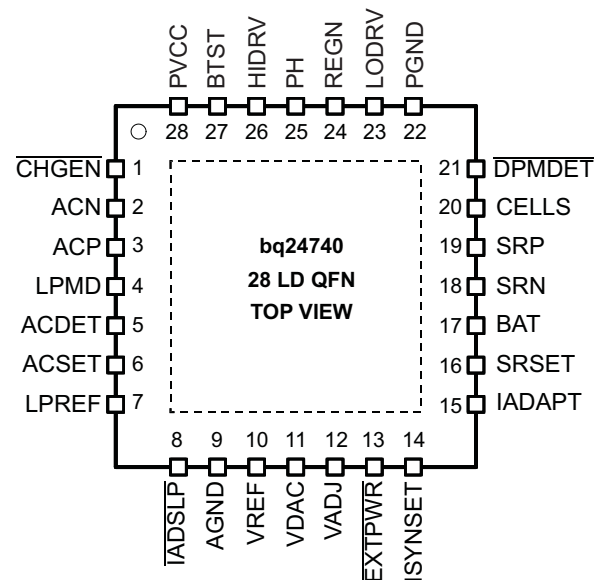 PVCC
BTST
HIDRV
PH
REGN
LODRV
PGND
28 27 26 25 24 23 22
CHGEN 1
ACN 2
ACP 3
LPMD 4
ACDET 5
ACSET 6
LPREF 7
bq24740
28 LD QFN
TOP VIEW
21 DPMDET
20 CELLS
19 SRP
18 SRN
17 BAT
16 SRSET
15 IADAPT
8 9 10 11 12 13 14
IADSLP
AGND
VREF
VDAC
VADJ
EXTPWR
ISYNSET